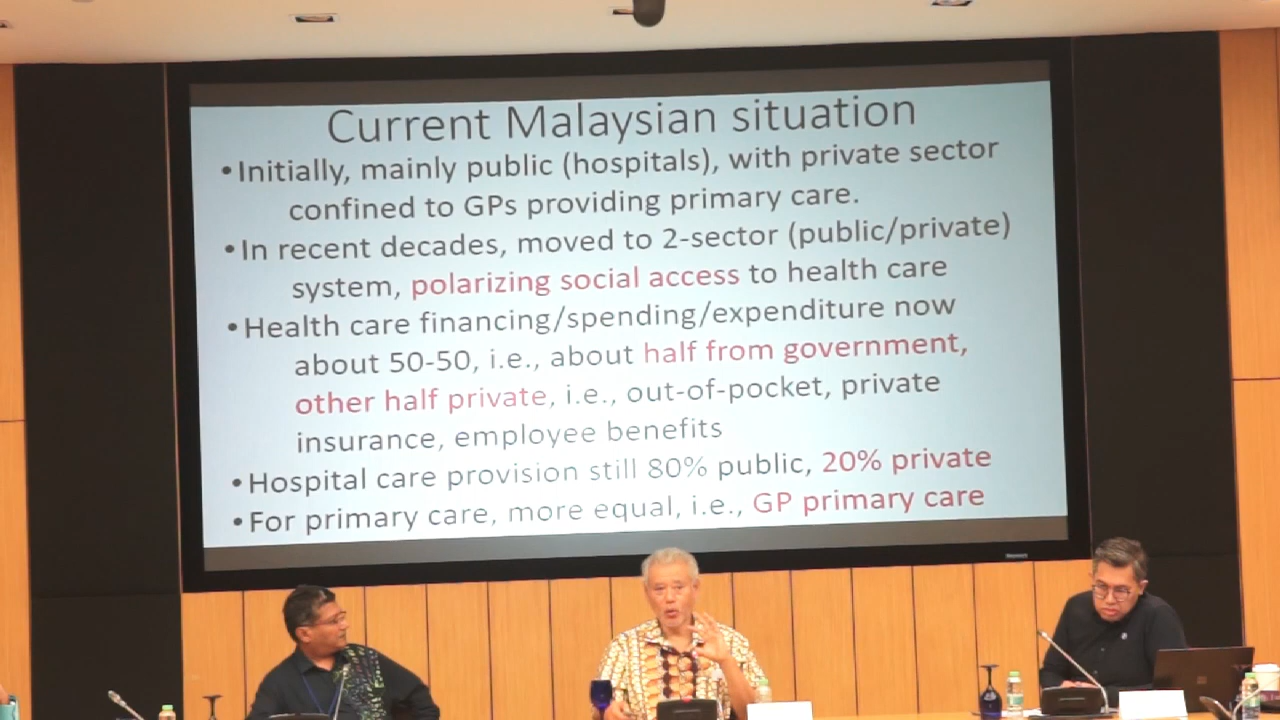 Current Malaysian situation
•Initially, mainly public (hospitals), with private sector
confined to GPs providing primary care.
•In recent decades, moved to 2-sector (public/private)
system, polarizing social access to health care
•Health care financing/spending/expenditure now
about 50-50, i.e., about half from government,
other half private, i.e., out-of-pocket, private
insurance, employee benefits
•Hospital care provision still 80% public, 20% private
•For primary care, more equal, i.e., GP primary care